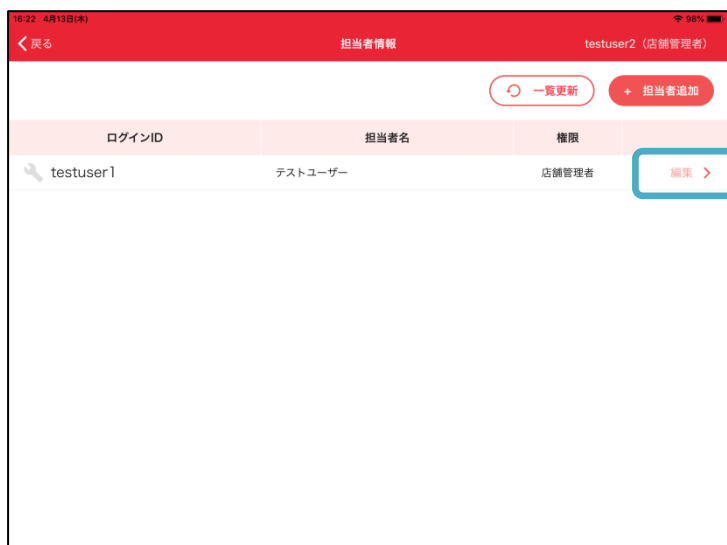 16:22 4月13日(木) 98%
戻る 担当者情報 testuser2（店舗管理者）
一覧更新 + 担当者追加
ログインID 担当者名 権限
testuser1 テストユーザー 店舗管理者 編集